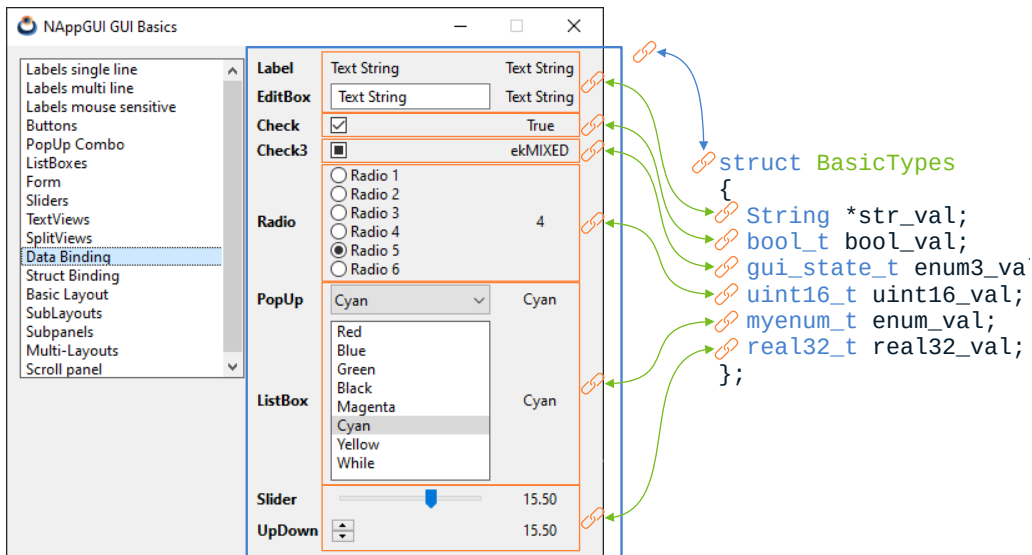 NAppGUI GUI Basics
Labels single line
Labels multi line
Labels mouse sensitive
Buttons
PopUp Combo
ListBoxes
Form
Sliders
TextViews
SplitViews
Data Binding
Struct Binding
Basic Layout
SubLayouts
Subpanels
Multi-Layouts
Scroll panel
Label Text String Text String
EditBox Text String Text String
Check True
Check3 ekMIXED
Radio 1
Radio 2
Radio 3
Radio 4
Radio 5
Radio 6
Radio 4
PopUp Cyan Cyan
Red
Blue
Green
Black
Magenta
Cyan
Yellow
While
ListBox Cyan
Slider 15.50
UpDown 15.50
struct BasicTypes
{
String *str_val;
bool_t bool_val;
gui_state_t enum3_val
uint16_t uint16_val;
myenum_t enum_val;
real32_t real32_val;
};